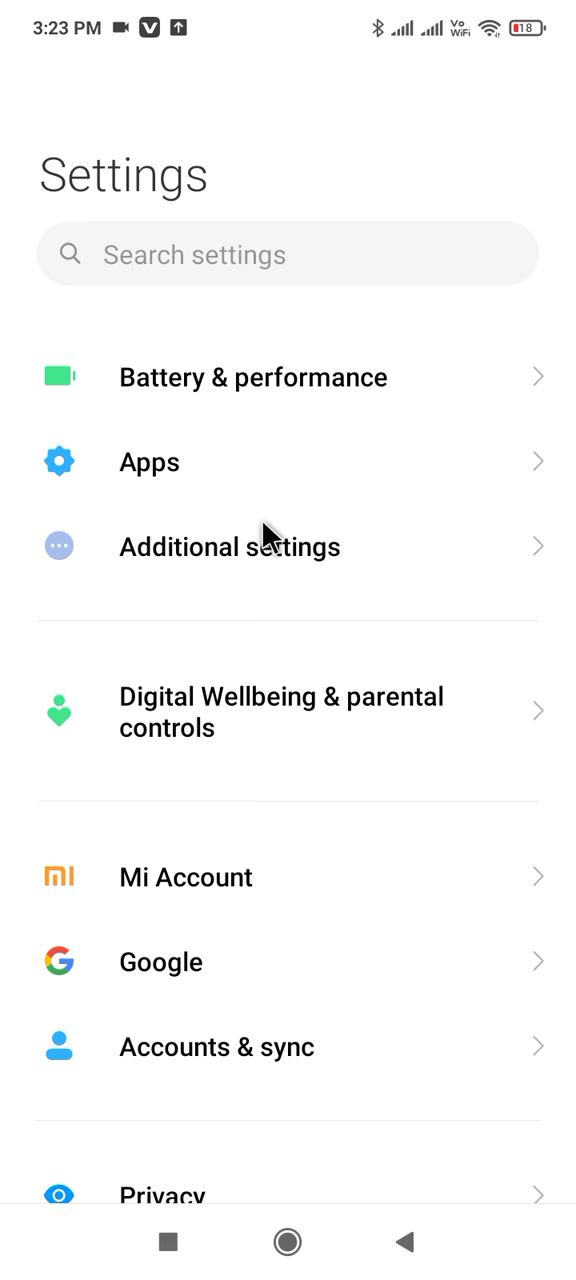 3:23 PM
Vo
WiFi
18
Settings
Search settings
Battery & performance
Apps
Additional settings
Digital Wellbeing & parental
controls
Mi Account
Google
Accounts & sync
Privacy